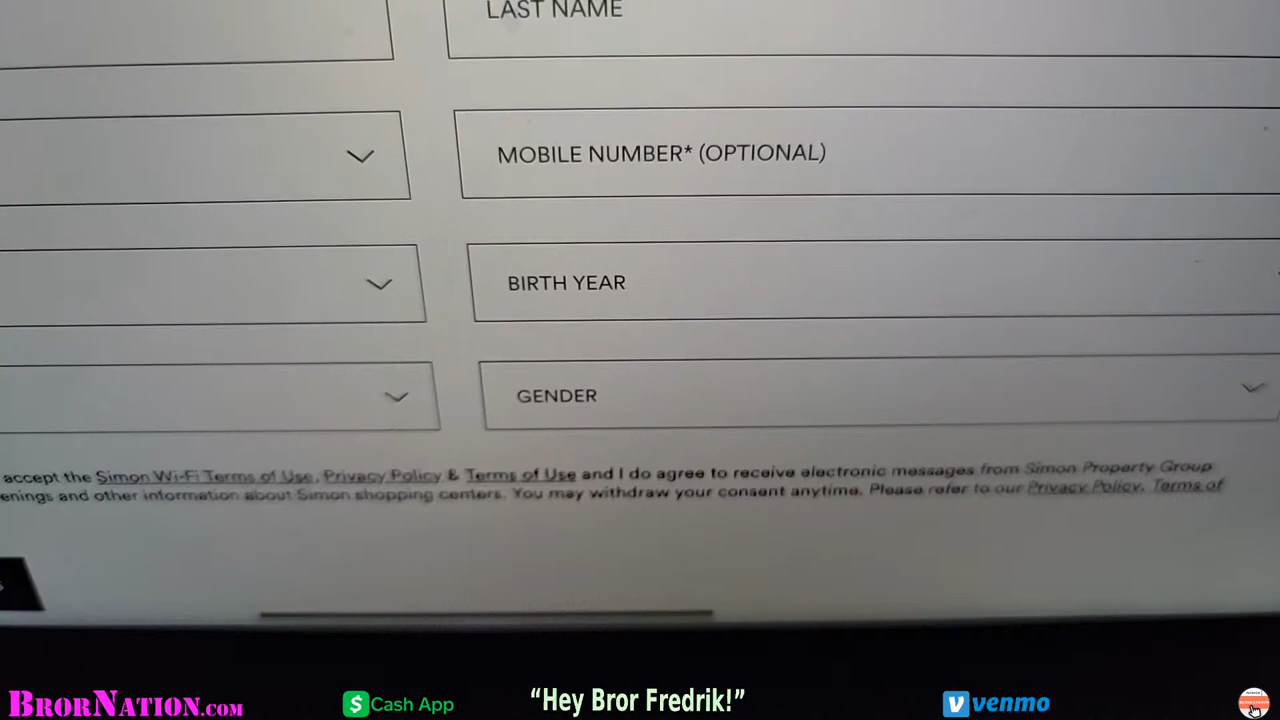 LAST NAME
MOBILE NUMBER* (OPTIONAL)
BIRTH YEAR
GENDER
accept the Simon Wi-Fi Terms of Use, Privacy Policy & Terms of Use and I do agree to receive electronic messages from Simon Property Group
enings and other information about Simon shopping centers. You may withdraw your consent anytime. Please refer to our Privacy Policy, Terms of
BRORNATION.COM
$ Cash App
“Hey Bror Fredrik!”
V venmo